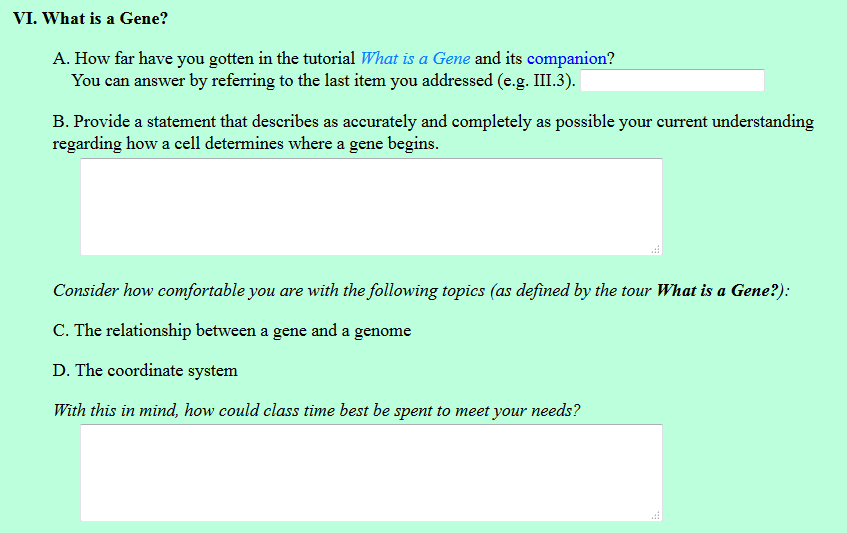 VI. What is a Gene?
A. How far have you gotten in the tutorial What is a Gene and its companion?
You can answer by referring to the last item you addressed (e.g. III.3).
B. Provide a statement that describes as accurately and completely as possible your current understanding
regarding how a cell determines where a gene begins.
Consider how comfortable you are with the following topics (as defined by the tour What is a Gene?):
C. The relationship between a gene and a genome
D. The coordinate system
With this in mind, how could class time best be spent to meet your needs?